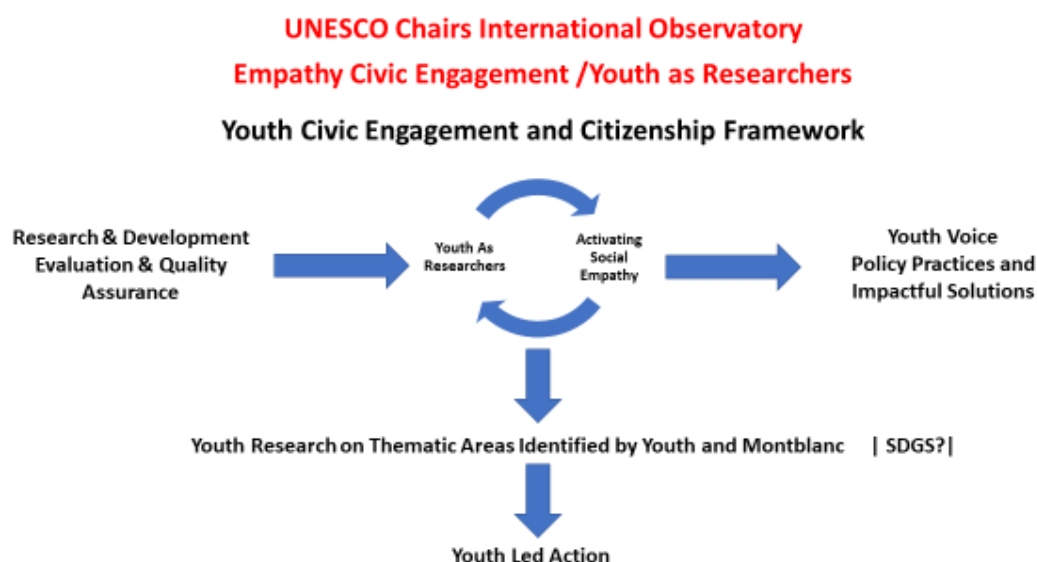 UNESCO Chairs International Observatory
Empathy Civic Engagement /Youth as Researchers
Youth Civic Engagement and Citizenship Framework
Research & Development
Evaluation & Quality
Assurance
Youth As
Researchers
Activating
Social
Empathy
Youth Voice
Policy Practices and
Impactful Solutions
Youth Research on Thematic Areas Identified by Youth and Montblanc | SDGS?|
Youth Led Action